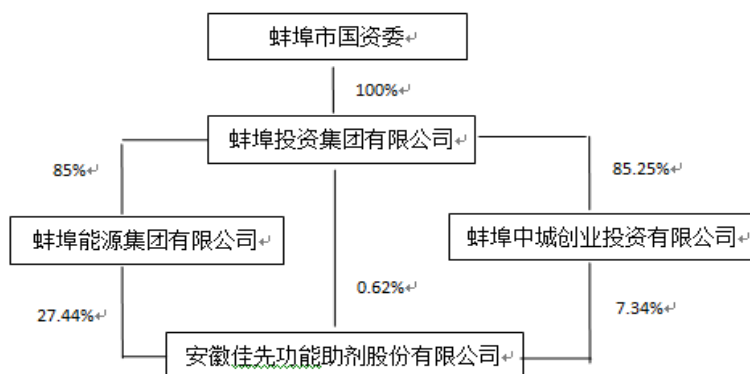 蚌埠市国资委
100%
蚌埠投资集团有限公司
85%
85.25%
蚌埠能源集团有限公司
蚌埠中城创业投资有限公司
0.62%
27.44%
7.34%
安徽佳先功能助剂股份有限公司